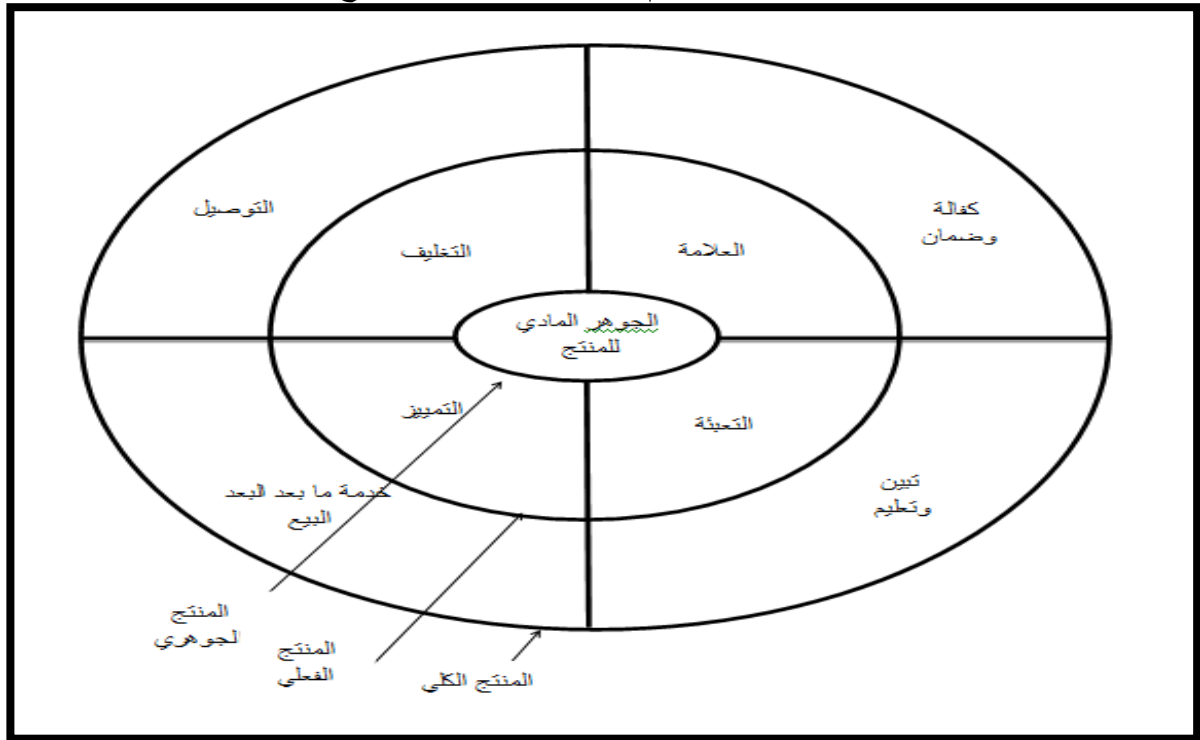 التوصيل
كفالة
وضمان
التغليف
العلامة
الجوهر المادي
للمنتج
التمييز
التعبئة
خدمة ما بعد البعد
البيع
تبين
وتعليم
المنتج
لجوهري
المنتج
الفعلي
المنتج الكلي